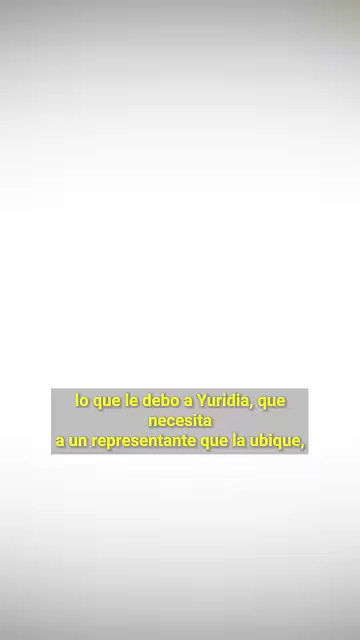 lo que le debo a Yuridia, que
necesita
a un representante que la ubique,